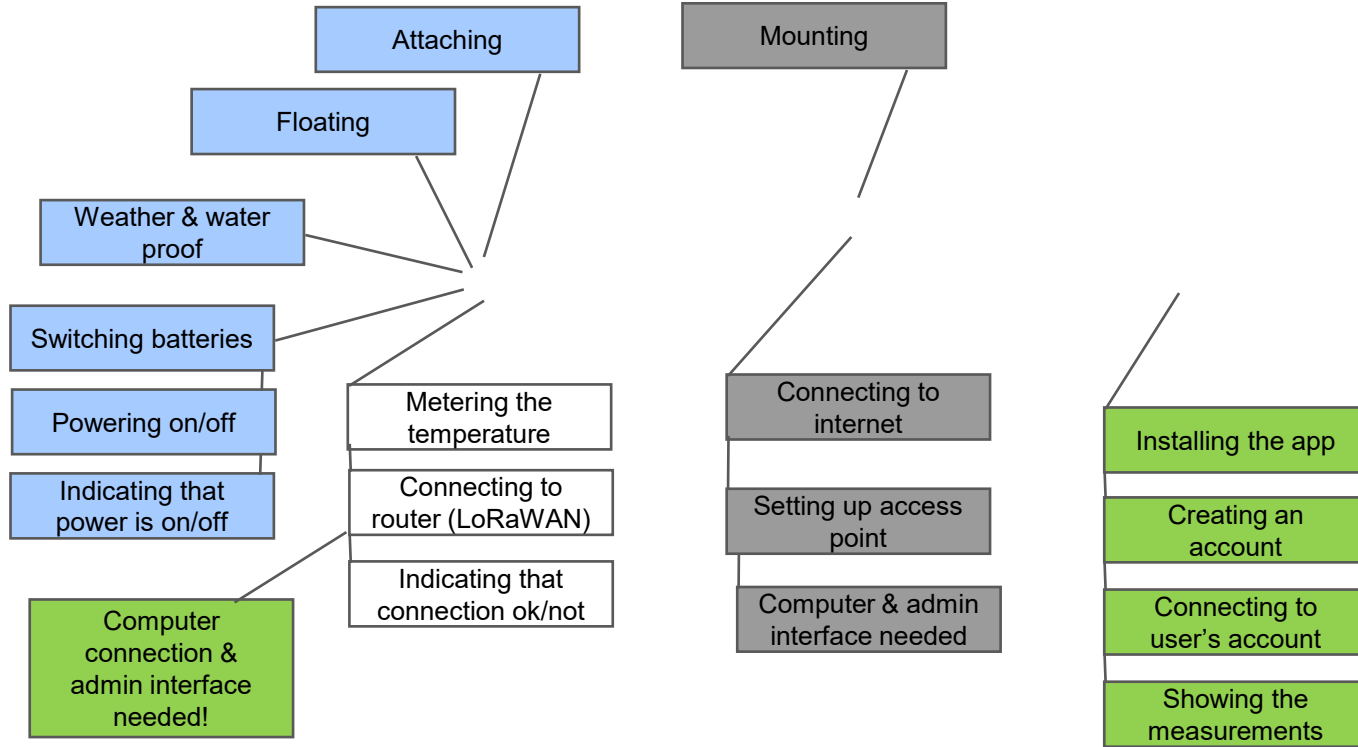 Attaching
Mounting
Floating
Weather & water
proof
Switching batteries
Powering on/off
Indicating that
power is on/off
Metering the
temperature
Connecting to
router (LoRaWAN)
Indicating that
connection ok/not
Computer
connection &
admin interface
needed!
Connecting to
internet
Setting up access
point
Computer & admin
interface needed
Installing the app
Creating an
account
Connecting to
user’s account
Showing the
measurements